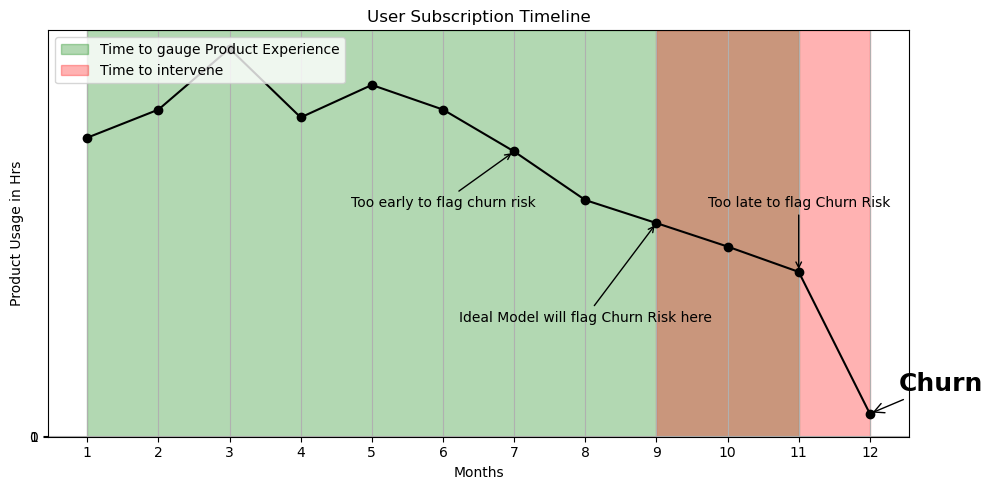 User Subscription Timeline
Time to gauge Product Experience
Time to intervene
Too early to flag churn risk
Too late to flag Churn Risk
Ideal Model will flag Churn Risk here
Churn
Product Usage in Hrs
1 2 3 4 5 6 7 8 9 10 11 12
Months